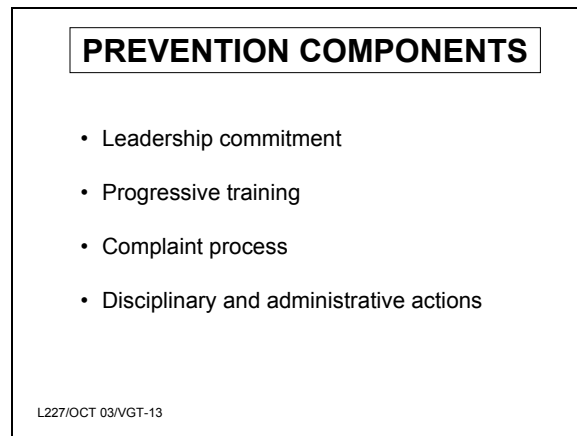 PREVENTION COMPONENTS
• Leadership commitment
• Progressive training
• Complaint process
• Disciplinary and administrative actions
L227/OCT 03/VGT-13